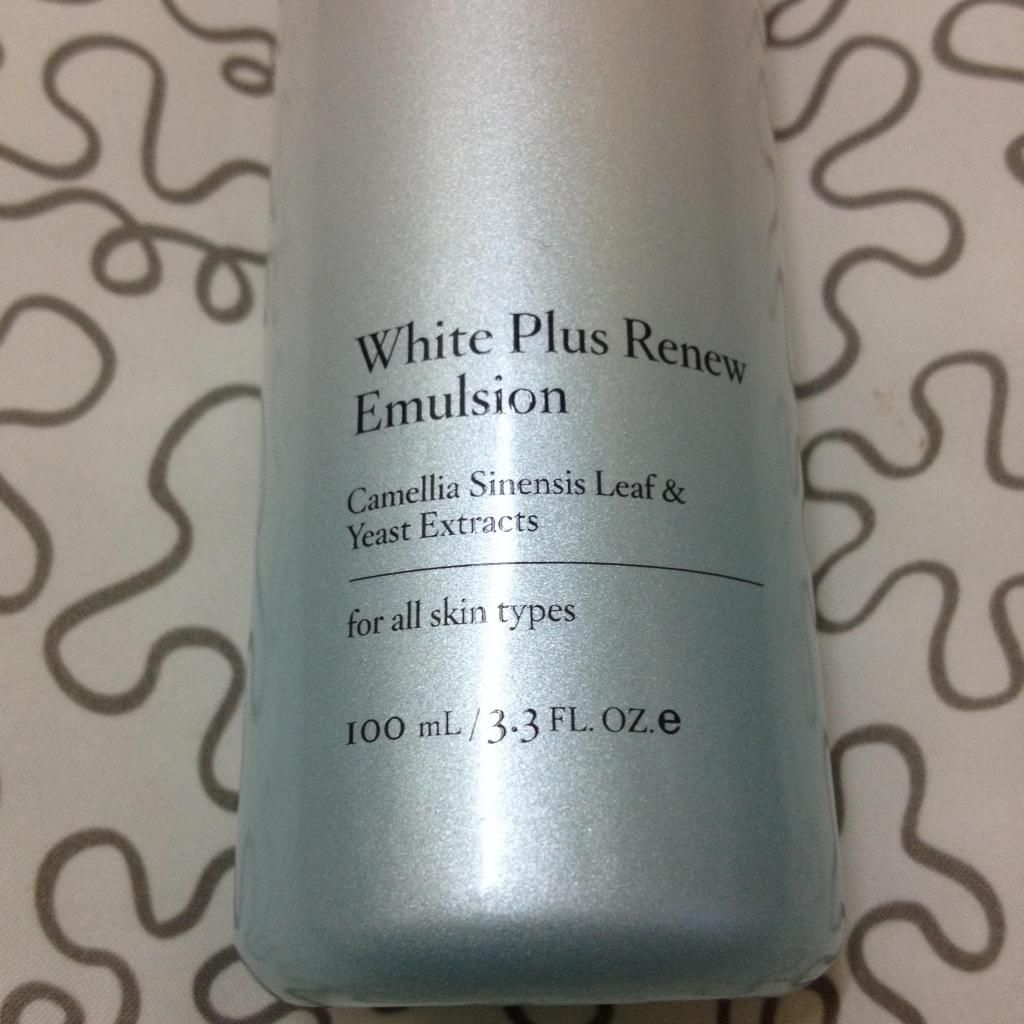 White Plus Renew
Emulsion
Camellia Sinensis Leaf &
Yeast Extracts
for all skin types
100 mL / 3.3 FL. OZ. e